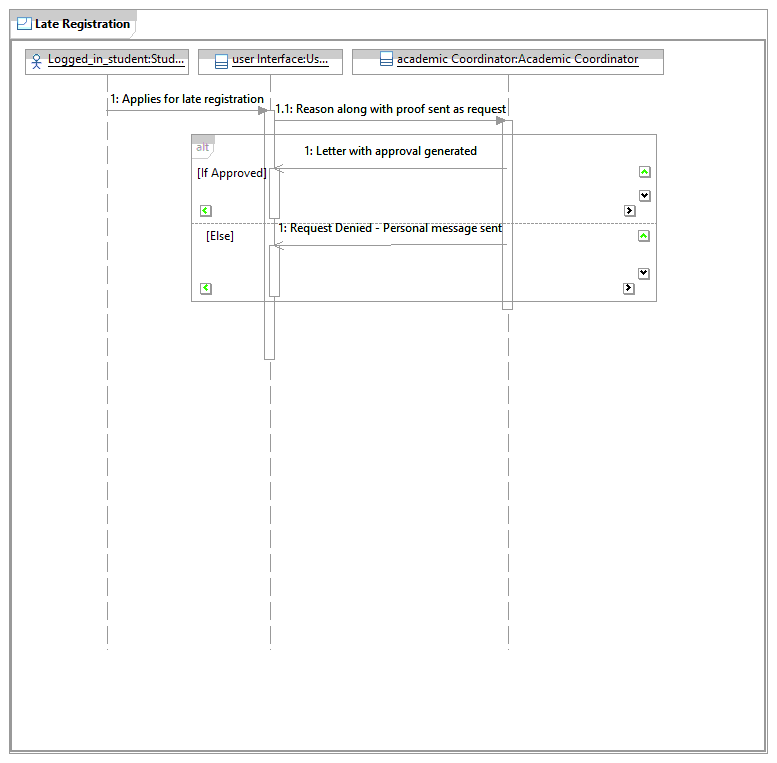 Late Registration
Logged_in_student:Stud...
user Interface:Us...
academic Coordinator:Academic Coordinator
1: Applies for late registration
1.1: Reason along with proof sent as request
alt
1: Letter with approval generated
[If Approved]
1: Request Denied - Personal message sent
[Else]